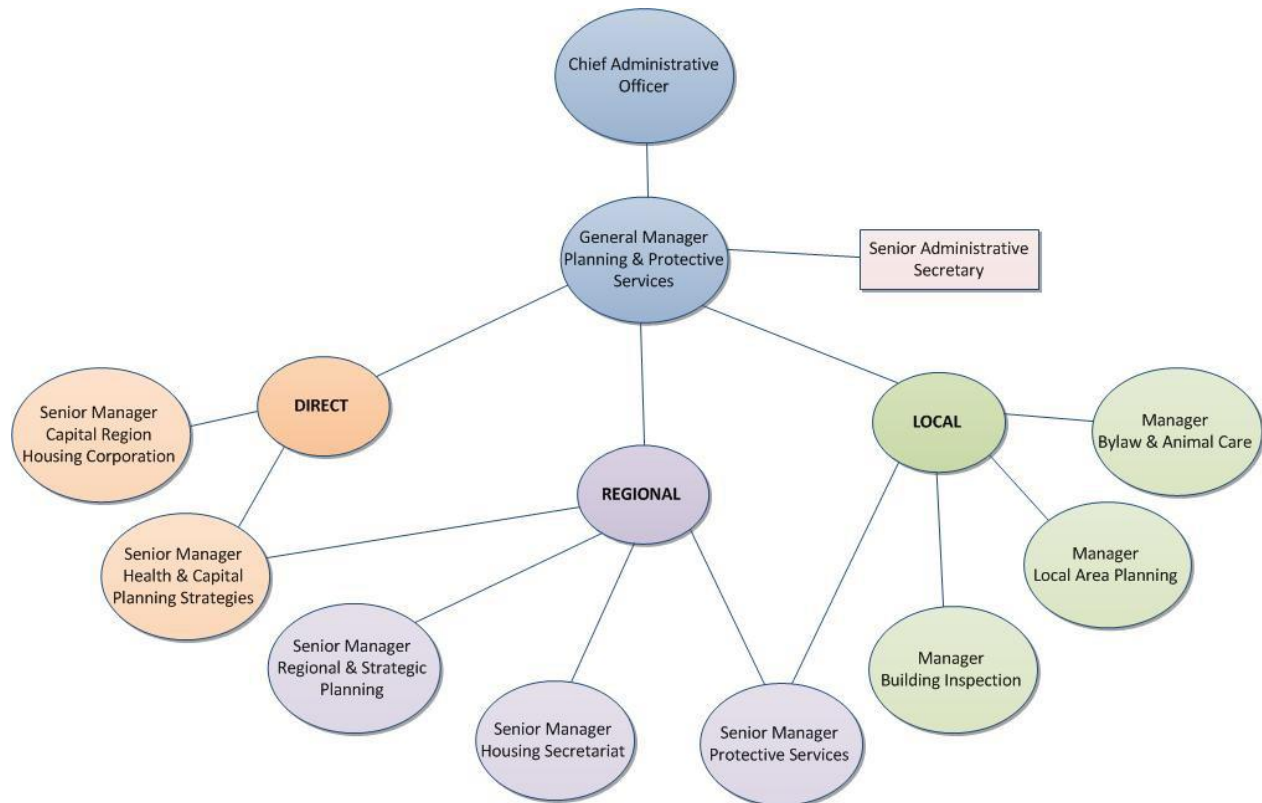 Chief Administrative
Officer
General Manager
Planning & Protective
Services
Senior Administrative
Secretary
DIRECT
LOCAL
REGIONAL
Senior Manager
Capital Region
Housing Corporation
Manager
Bylaw & Animal Care
Senior Manager
Health & Capital
Planning Strategies
Manager
Local Area Planning
Senior Manager
Regional & Strategic
Planning
Manager
Building Inspection
Senior Manager
Housing Secretariat
Senior Manager
Protective Services